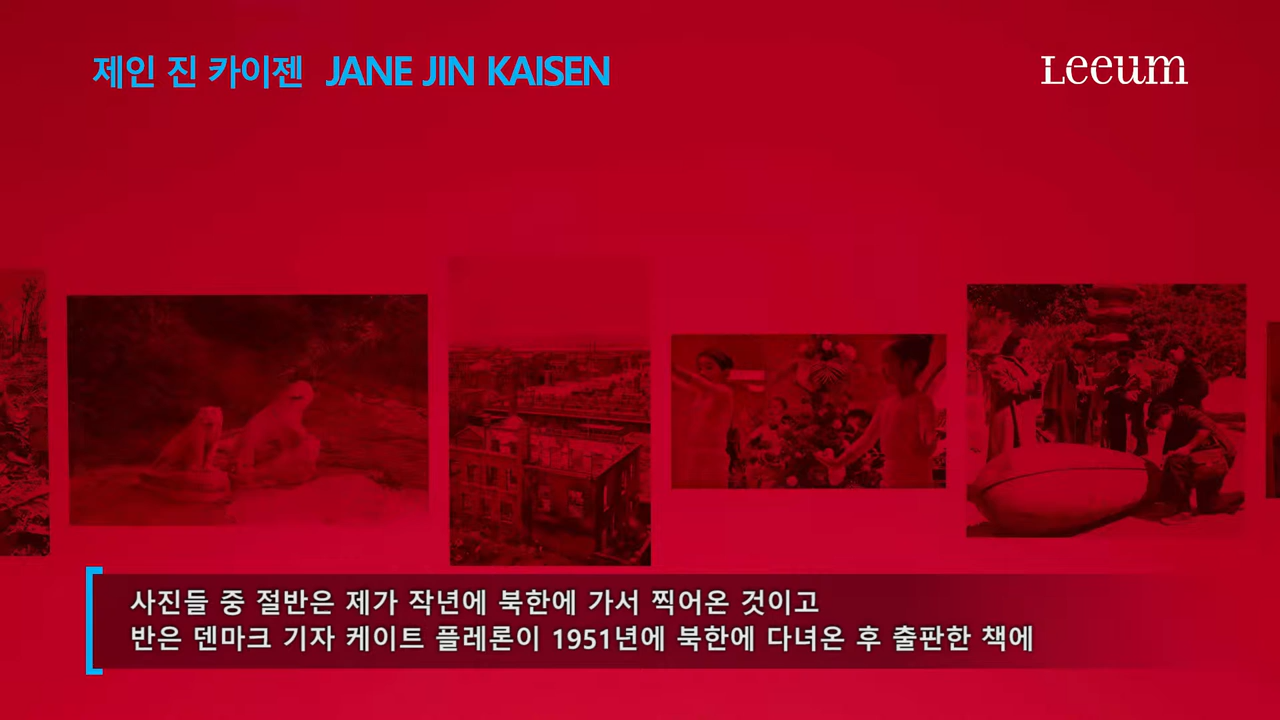 제인 진 카이젠 JANE JIN KAISEN
Leeum
사진들 중 절반은 제가 작년에 북한에 가서 찍어온 것이고
반은 덴마크 기자 케이트 플레론이 1951년에 북한에 다녀온 후 출판한 책에